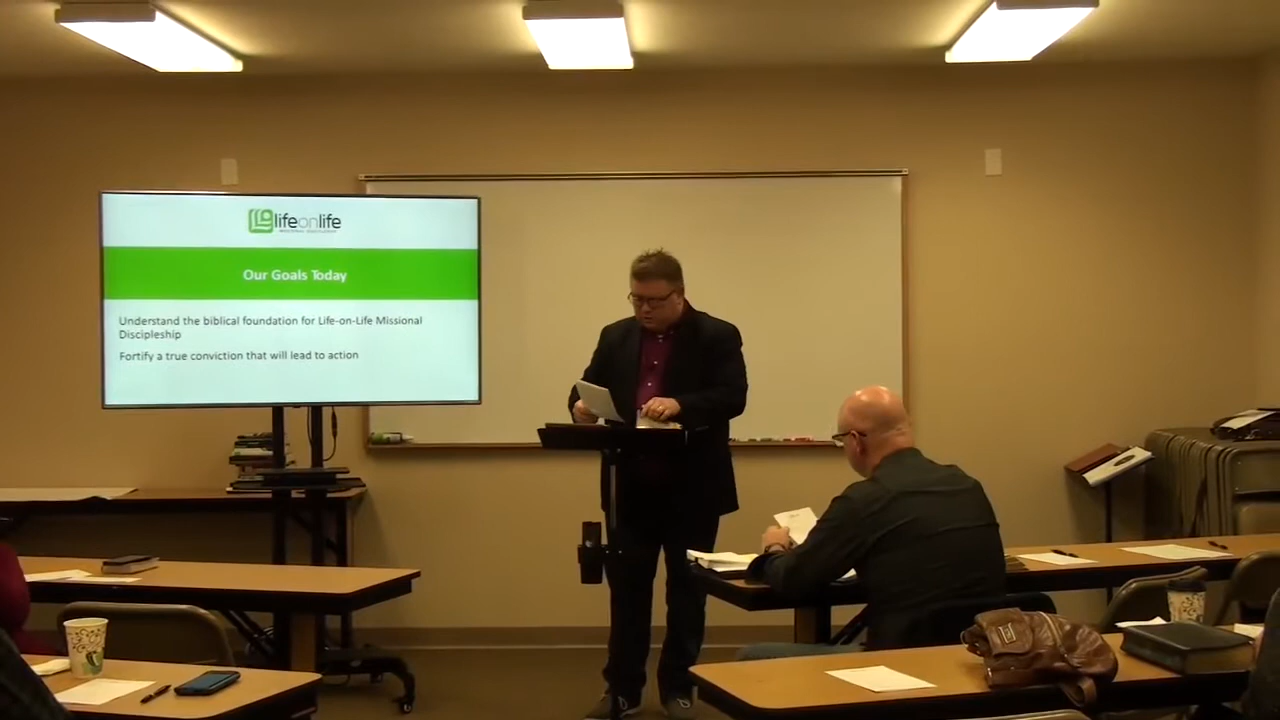 lifeonlife
Our Goals Today
Understand the biblical foundation for Life-on-Life Missional
Discipleship
Fortify a true conviction that will lead to action